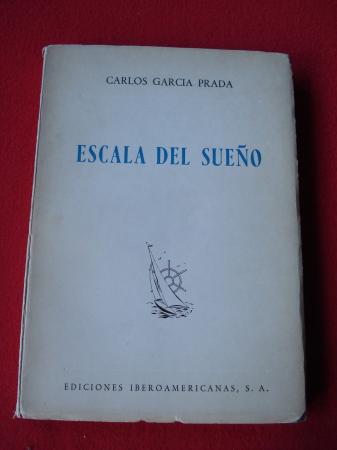 CARLOS GARCIA PRADA
ESCALA DEL SUEÑO
EDICIONES IBEROAMERICANAS, S. A.